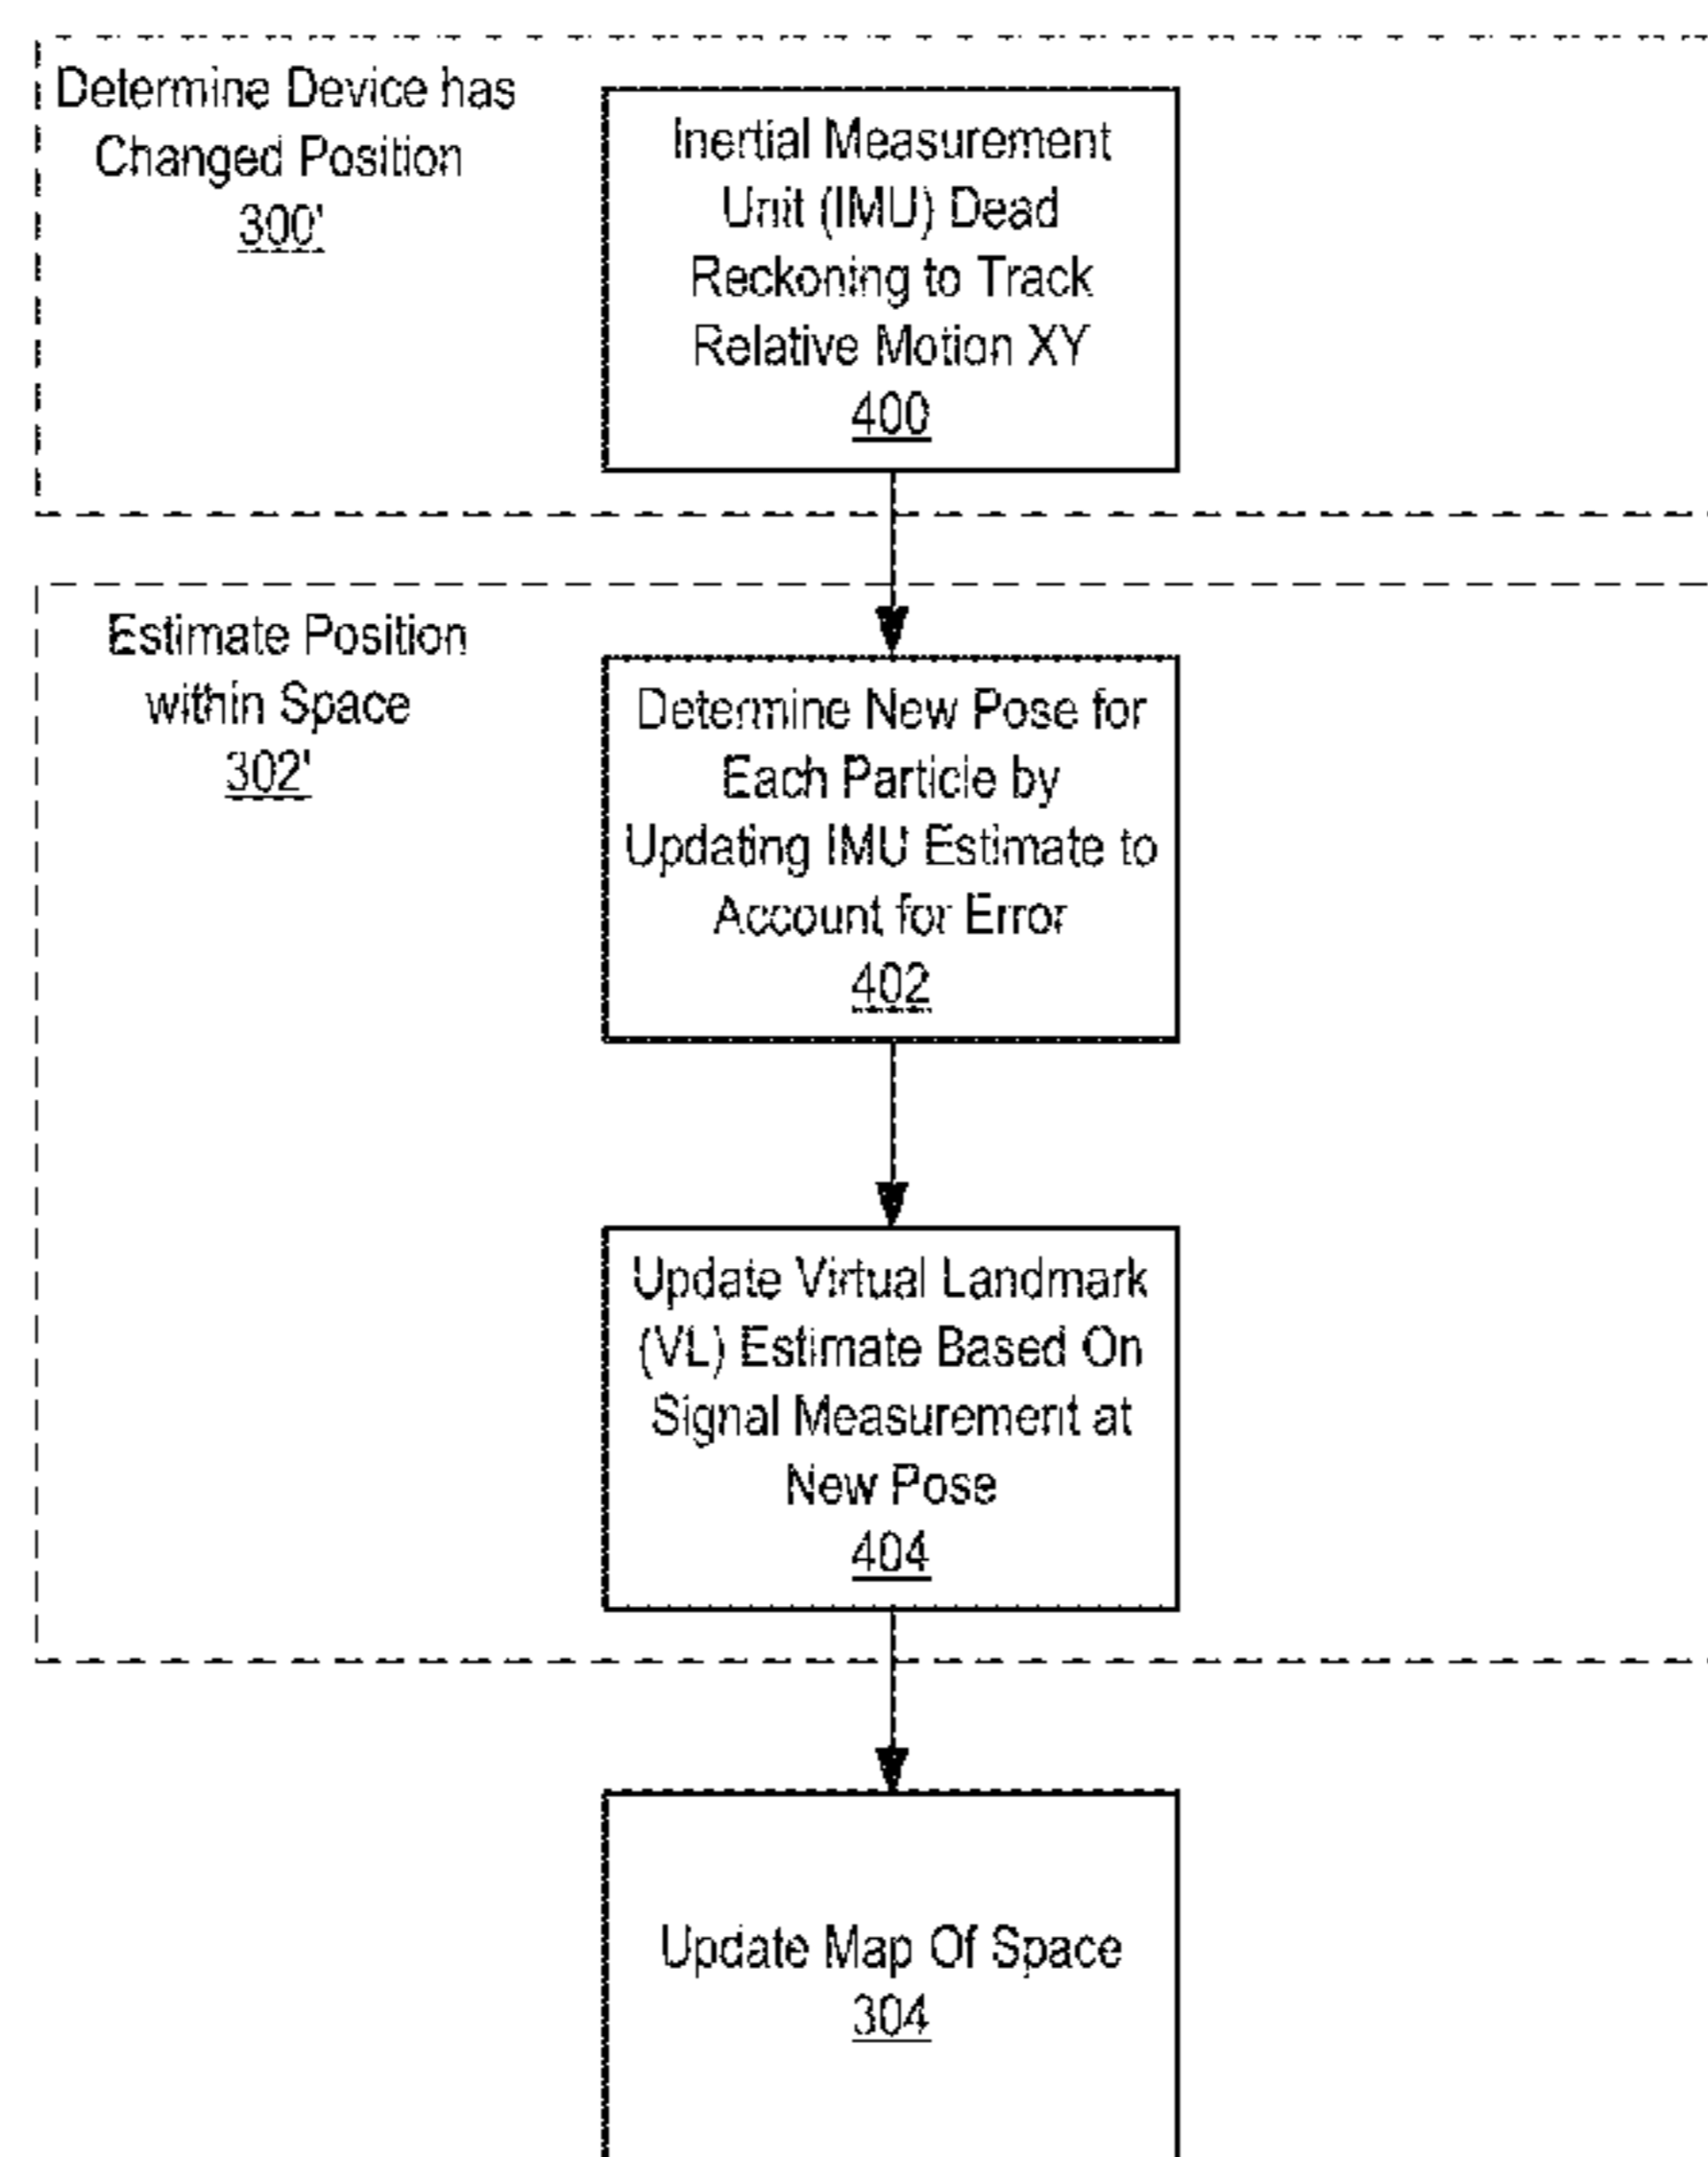 Determine Device has
Changed Position
300'
Inertial Measurement
Unit (IMU) Dead
Reckoning to Track
Relative Motion XY
400
Estimate Position
within Space
302'
Determine New Pose for
Each Particle by
Updating IMU Estimate to
Account for Error
402
Update Virtual Landmark
(VL) Estimate Based On
Signal Measurement at
New Pose
404
Update Map Of Space
304